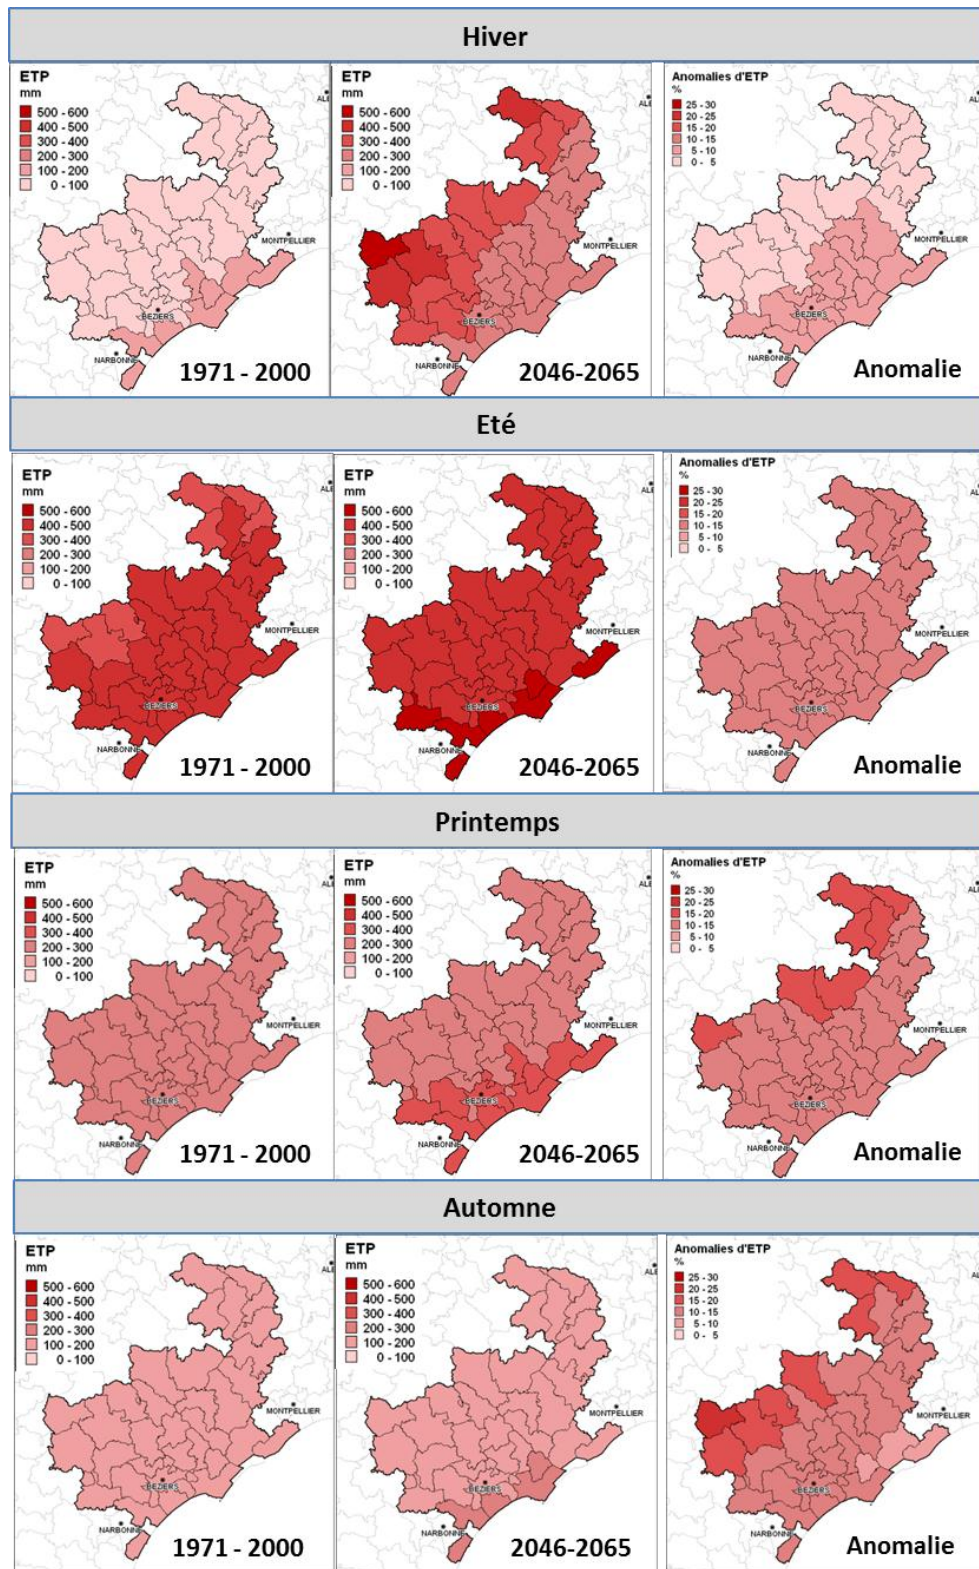 Hiver
ETP
mm
500 - 600
400 - 500
300 - 400
200 - 300
100 - 200
0 - 100
ALE
MONTPELLIER
BEZIERS
NARBONNE
1971 - 2000
ETP
mm
500 - 600
400 - 500
300 - 400
200 - 300
100 - 200
0 - 100
AL
MONTPELLIER
BEZIERS
NARBONNE
2046-2065
Anomalies d'ETP
%
25 - 30
20 - 25
15 - 20
10 - 15
5 - 10
0 - 5
ALE
MONTPELLIER
BEZIERS
NARBONNE
Anomalie
Eté
ETP
mm
500 - 600
400 - 500
300 - 400
200 - 300
100 - 200
0 - 100
AL
MONTPELLIER
BEZIERS
NARBONNE
1971 - 2000
ETP
mm
500 - 600
400 - 500
300 - 400
200 - 300
100 - 200
0 - 100
AL
MONTPELLIER
BEZIERS
NARBONNE
2046-2065
Anomalies d'ETP
%
25 - 30
20 - 25
15 - 20
10 - 15
5 - 10
0 - 5
ALE
MONTPELLIER
BEZIERS
NARBONNE
Anomalie
Printemps
ETP
mm
500 - 600
400 - 500
300 - 400
200 - 300
100 - 200
0 - 100
AL
MONTPELLIER
BEZIERS
NARBONNE
1971 - 2000
ETP
mm
500 - 600
400 - 500
300 - 400
200 - 300
100 - 200
0 - 100
ALE
MONTPELLIER
BEZIERS
NARBONNE
2046-2065
Anomalies d'ETP
%
25 - 30
20 - 25
15 - 20
10 - 15
5 - 10
0 - 5
ALE
MONTPELLIER
BEZIERS
NARBONNE
Anomalie
Automne
ETP
mm
500 - 600
400 - 500
300 - 400
200 - 300
100 - 200
0 - 100
AL
MONTPELLIER
BEZIERS
NARBONNE
1971 - 2000
ETP
mm
500 - 600
400 - 500
300 - 400
200 - 300
100 - 200
0 - 100
AL
MONTPELLIER
BEZIERS
NARBONNE
2046-2065
Anomalies d'ETP
%
25 - 30
20 - 25
15 - 20
10 - 15
5 - 10
0 - 5
ALE
MONTPELLIER
BEZIERS
NARBONNE
Anomalie